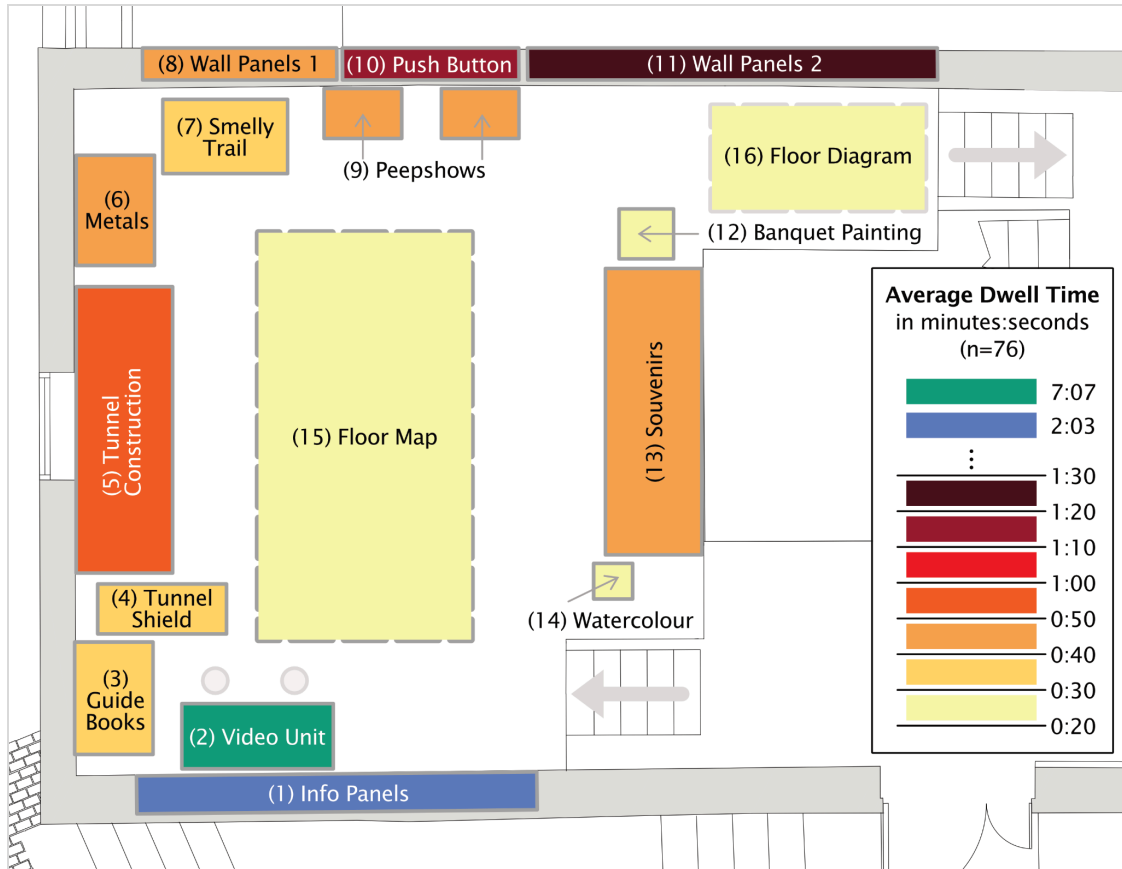 (8) Wall Panels 1
(10) Push Button
(11) Wall Panels 2
(7) Smelly
Trail
(9) Peepshows
(16) Floor Diagram
(6)
Metals
(12) Banquet Painting
(5) Tunnel
Construction
(15) Floor Map
(13) Souvenirs
(4) Tunnel
Shield
(14) Watercolour
(3)
Guide
Books
(2) Video Unit
(1) Info Panels
Average Dwell Time
in minutes:seconds
(n=76)
7:07
2:03
⋮
1:30
1:20
1:10
1:00
0:50
0:40
0:30
0:20